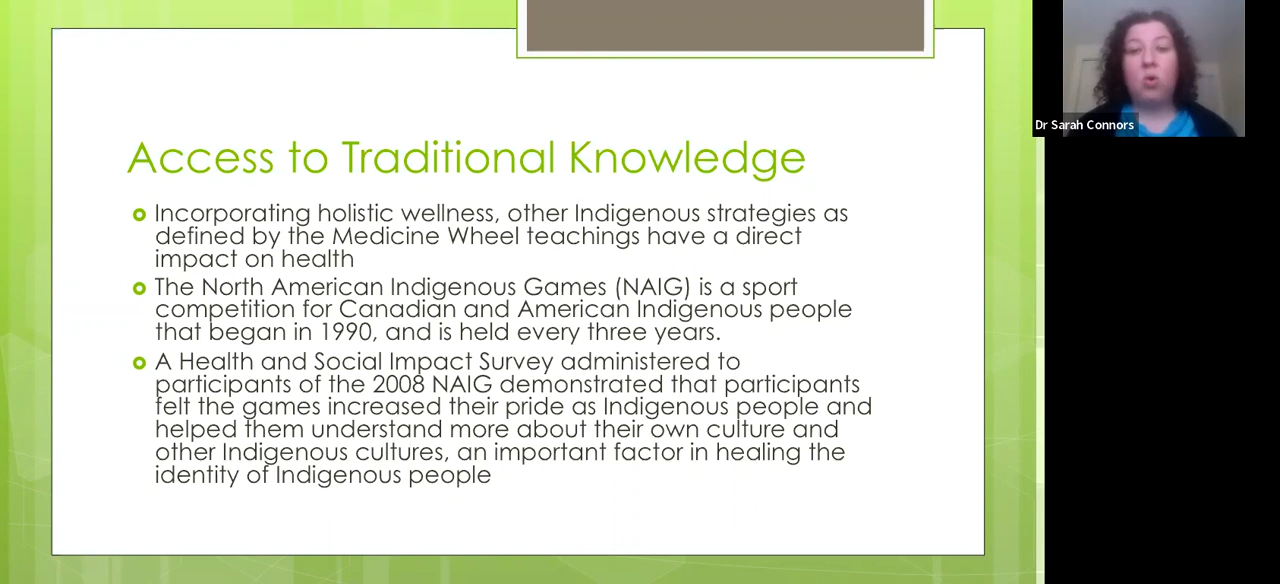 Access to Traditional Knowledge
Incorporating holistic wellness, other Indigenous strategies as
defined by the Medicine Wheel teachings have a direct
impact on health
The North American Indigenous Games (NAIG) is a sport
competition for Canadian and American Indigenous people
that began in 1990, and is held every three years.
A Health and Social Impact Survey administered to
participants of the 2008 NAIG demonstrated that participants
felt the games increased their pride as Indigenous people and
helped them understand more about their own culture and
other Indigenous cultures, an important factor in healing the
identity of Indigenous people
Dr Sarah Connors